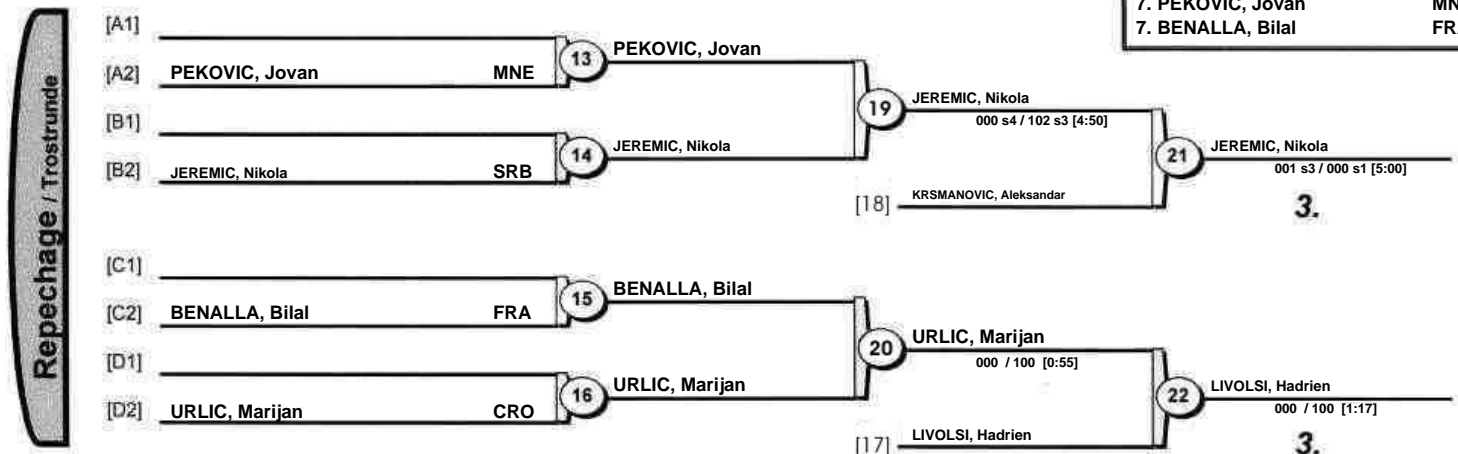 7. PEKOVIC, Jovan MN
7. BENALLA, Bilal FRA
Repechage / Trostrunde
[A1]
[A2] PEKOVIC, Jovan MNE
13 PEKOVIC, Jovan
[B1]
[B2] JEREMIC, Nikola SRB
14 JEREMIC, Nikola
19 JEREMIC, Nikola
000 s4 / 102 s3 [4:50]
[18] KRSMANOVIC, Aleksandar
21 JEREMIC, Nikola
001 s3 / 000 s1 [5:00]
3.
[C1]
[C2] BENALLA, Bilal FRA
15 BENALLA, Bilal
[D1]
[D2] URLIC, Marijan CRO
16 URLIC, Marijan
20 URLIC, Marijan
000 / 100 [0:55]
[17] LIVOLSI, Hadrien
22 LIVOLSI, Hadrien
000 / 100 [1:17]
3.